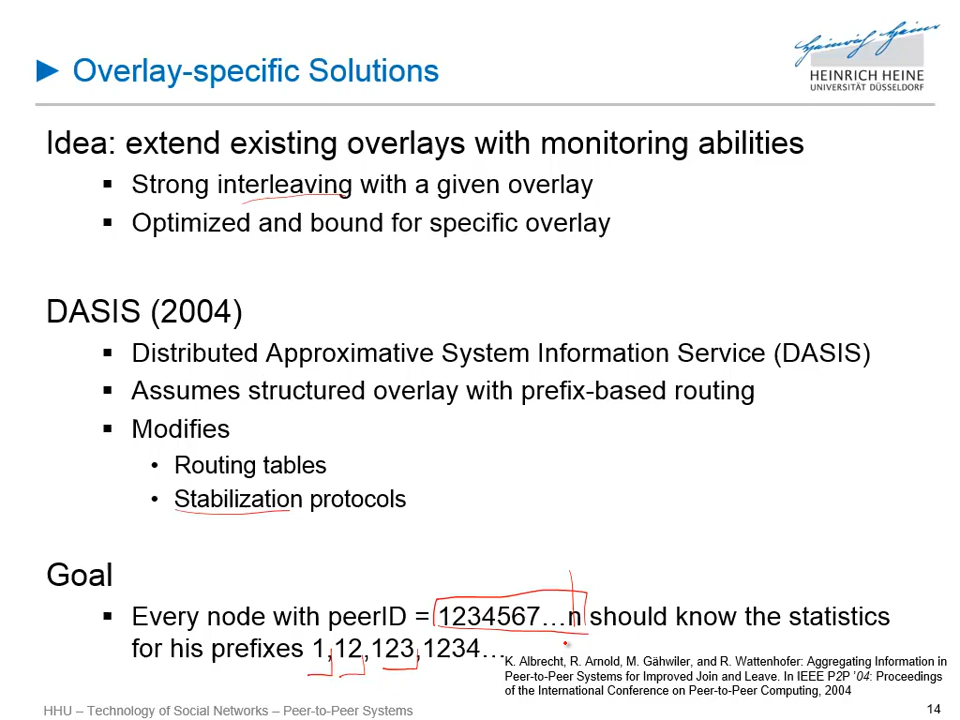 ► Overlay-specific Solutions
Heinrich Heine
HEINRICH HEINE
UNIVERSITÄT DÜSSELDORF
Idea: extend existing overlays with monitoring abilities
▪ Strong interleaving with a given overlay
▪ Optimized and bound for specific overlay
DASIS (2004)
▪ Distributed Approximative System Information Service (DASIS)
▪ Assumes structured overlay with prefix-based routing
▪ Modifies
• Routing tables
• Stabilization protocols
Goal
▪ Every node with peerID = 1234567…n should know the statistics
for his prefixes 1,12,123,1234…
K. Albrecht, R. Arnold, M. Gähwiler, and R. Wattenhofer: Aggregating Information in
Peer-to-Peer Systems for Improved Join and Leave. In IEEE P2P '04: Proceedings
of the International Conference on Peer-to-Peer Computing, 2004
HHU – Technology of Social Networks – Peer-to-Peer Systems
14